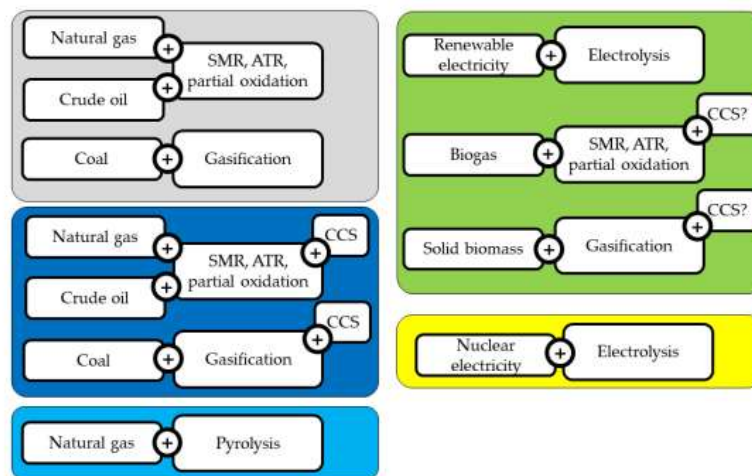 Natural gas
+
SMR, ATR,
partial oxidation
+
Crude oil
Coal
+
Gasification
Natural gas
+
SMR, ATR,
partial oxidation
+
CCS
+
Crude oil
Coal
+
Gasification
+
CCS
Natural gas
+
Pyrolysis
Renewable
electricity
+
Electrolysis
Biogas
+
SMR, ATR,
partial oxidation
+
CCS?
Solid biomass
+
Gasification
+
CCS?
Nuclear
electricity
+
Electrolysis